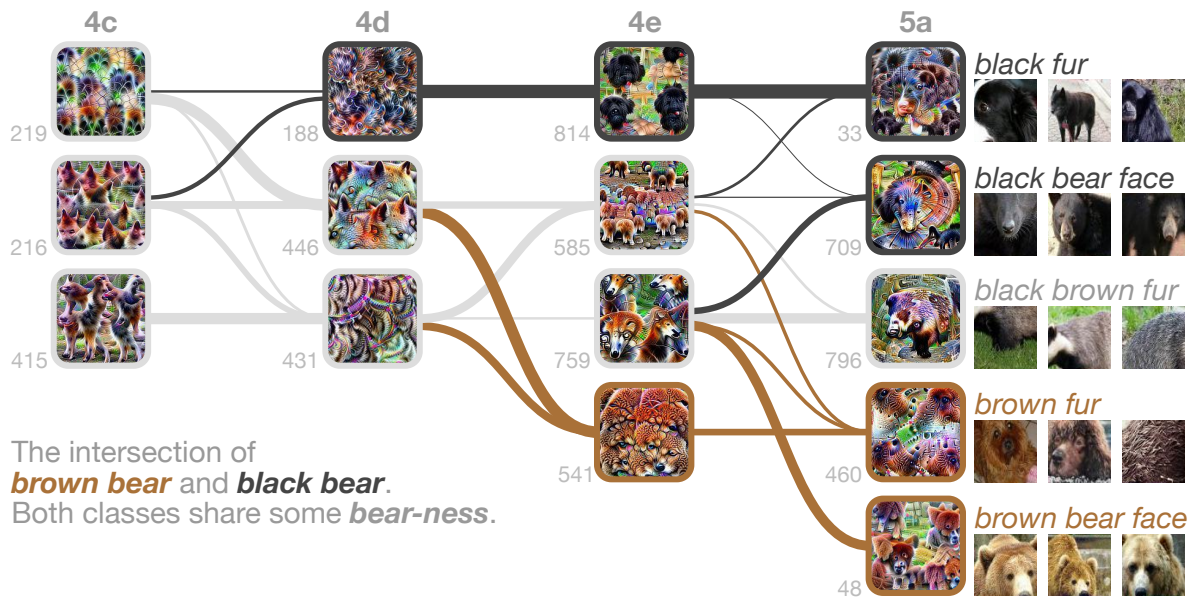 4c
4d
4e
5a
219
188
814
33
black fur
216
446
585
709
black bear face
415
431
759
796
black brown fur
541
460
brown fur
48
brown bear face
The intersection of
brown bear and black bear.
Both classes share some bear-ness.